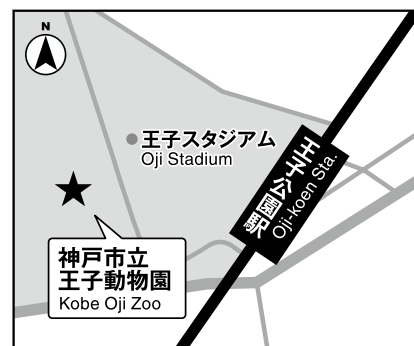 N
王子スタジアム
Oji Stadium
王子公園駅
Oji-koen Sta.
神戸市立
王子動物園
Kobe Oji Zoo